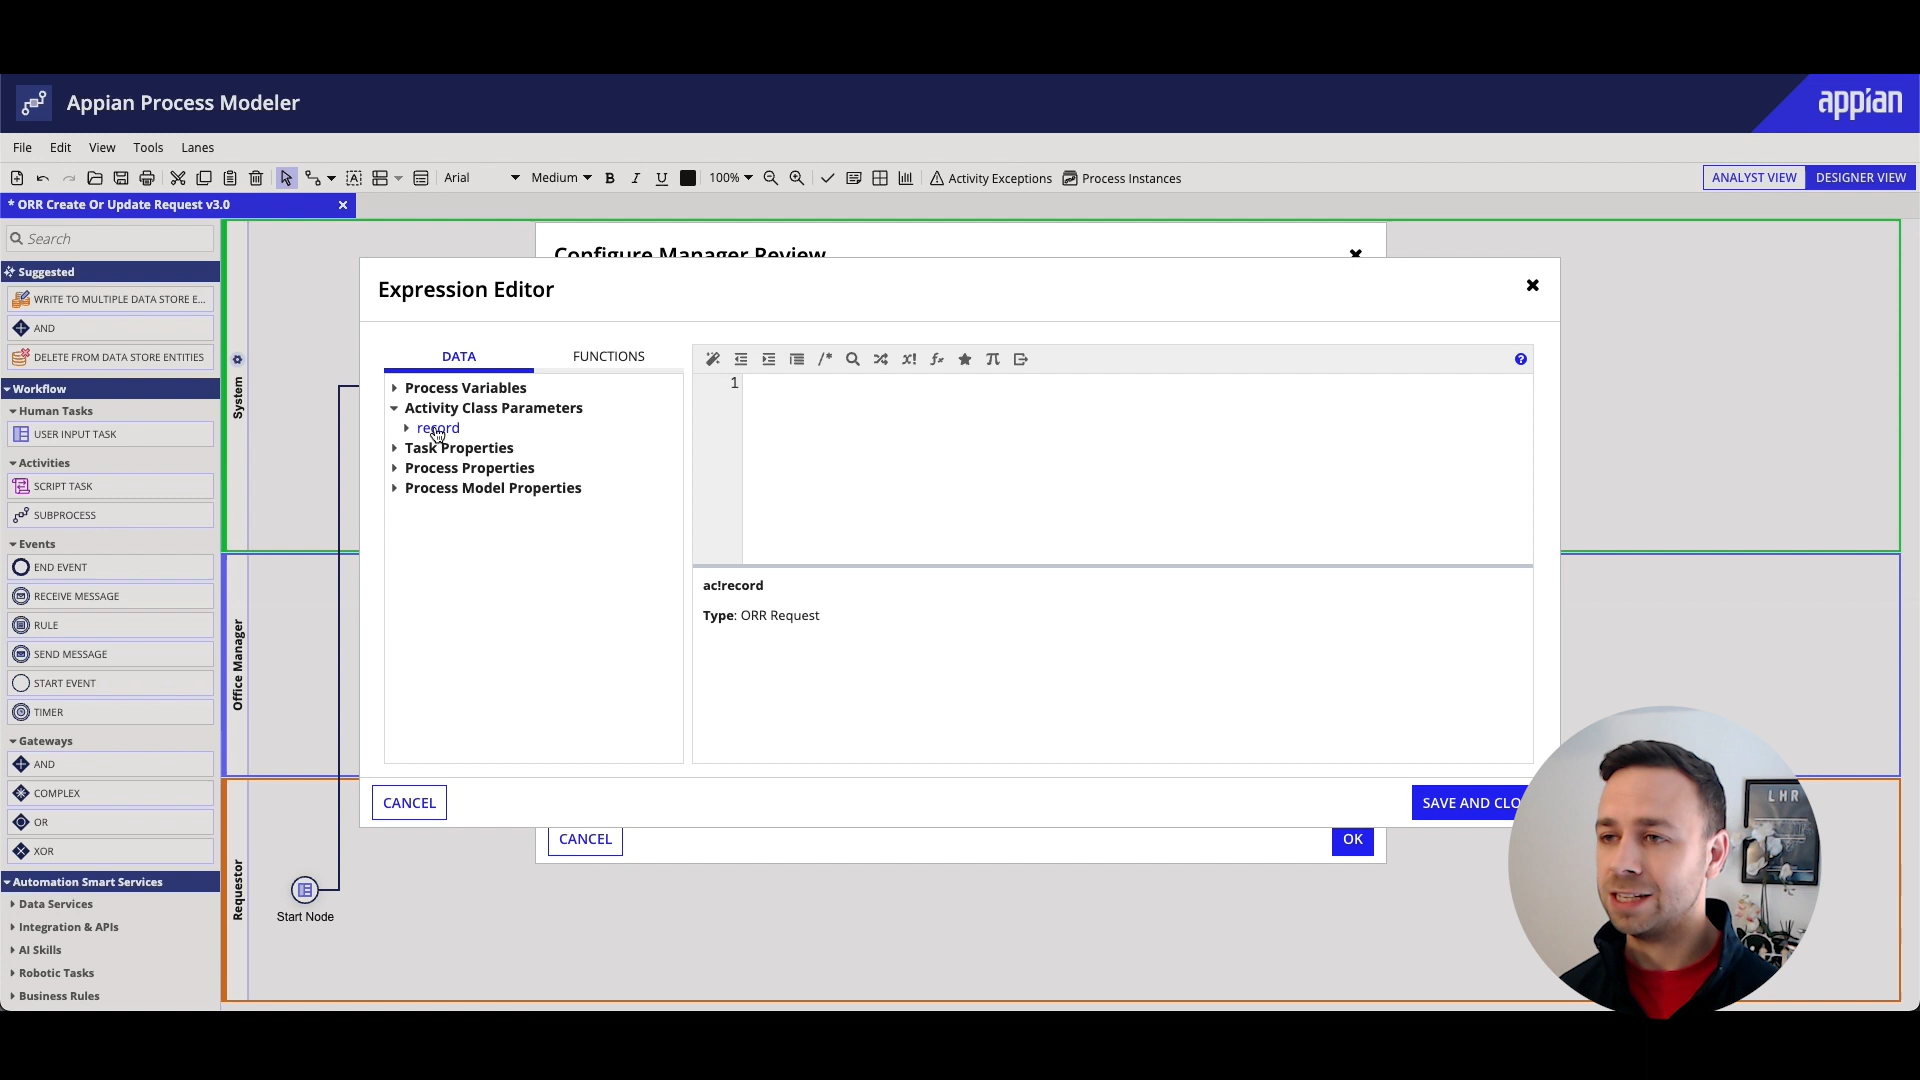 Appian Process Modeler
appian
File Edit View Tools Lanes
Arial Medium B I U 100% Activity Exceptions Process Instances ANALYST VIEW DESIGNER VIEW
* ORR Create Or Update Request v3.0
Search
Suggested
WRITE TO MULTIPLE DATA STORE E...
AND
DELETE FROM DATA STORE ENTITIES
Workflow
Human Tasks
USER INPUT TASK
Activities
SCRIPT TASK
SUBPROCESS
Events
END EVENT
RECEIVE MESSAGE
RULE
SEND MESSAGE
START EVENT
TIMER
Gateways
AND
COMPLEX
OR
XOR
Automation Smart Services
Data Services
Integration & APIs
AI Skills
Robotic Tasks
Business Rules
System
Office Manager
Requestor
Start Node
Configure Manager Review
Expression Editor
DATA FUNCTIONS
Process Variables
Activity Class Parameters
record
Task Properties
Process Properties
Process Model Properties
1
ac!record
Type: ORR Request
CANCEL
SAVE AND CLO
CANCEL
OK
LHR